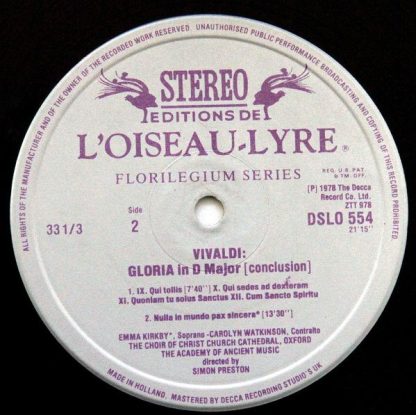 ALL RIGHTS OF THE MANUFACTURER AND OF THE OWNER OF THE RECORDED WORK RESERVED. UNAUTHORISED PUBLIC PERFORMANCE BROADCASTING AND COPYING OF THIS RECORD PROHIBITED.
STEREO
EDITIONS DE
L'OISEAU-LYRE ®
REG. U.S. PAT. & TM. OFF.
FLORILEGIUM SERIES
(P) 1978 The Decca
Record Co. Ltd.
ZTT 978
33 1/3
Side
2
DSLO 554
21'15"
VIVALDI:
GLORIA in D Major [conclusion]
1. IX. Qui tollis [7'40"] X. Qui sedes ad dexteram
XI. Quoniam tu solus Sanctus XII. Cum Sancto Spiritu
2. Nulla in mundo pax sincera* [13'30"]
EMMA KIRKBY*, Soprano - CAROLYN WATKINSON, Contralto
THE CHOIR OF CHRIST CHURCH CATHEDRAL, OXFORD
THE ACADEMY OF ANCIENT MUSIC
directed by
SIMON PRESTON
MADE IN HOLLAND. MASTERED BY DECCA RECORDING STUDIO'S UK